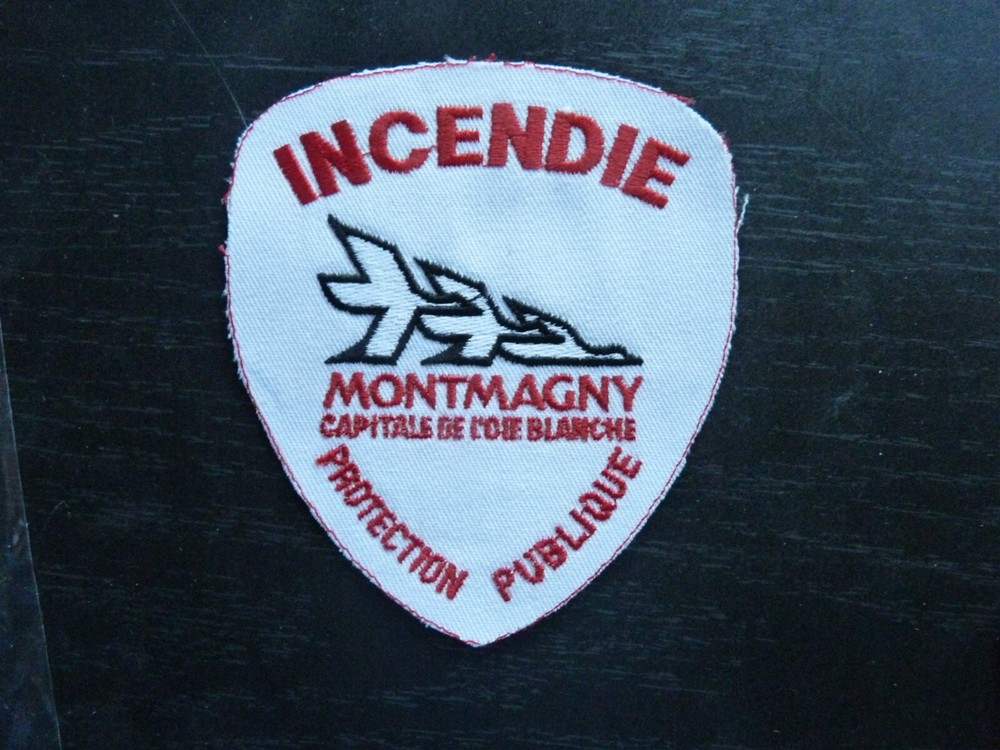 INCENDIE
MONTMAGNY
CAPITALE DE L'OIE BLANCHE
PROTECTION PUBLIQUE